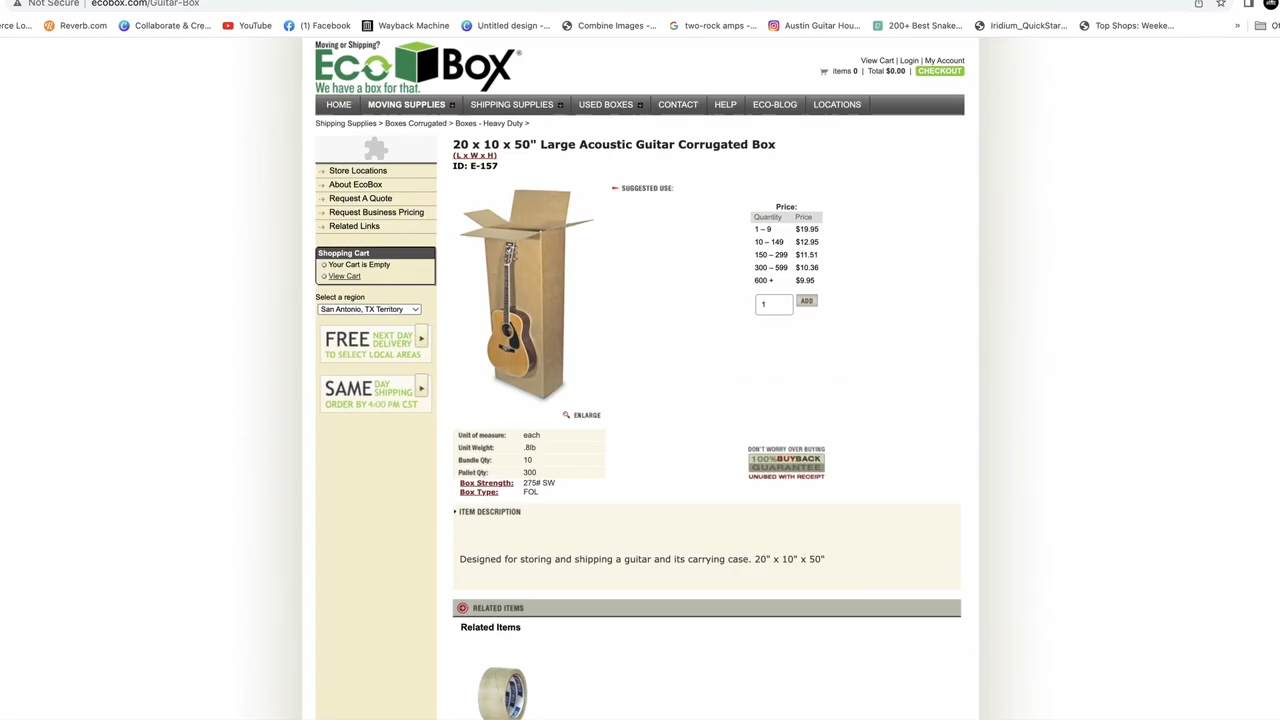 Not Secure ecobox.com/Guitar-Box
rce Lo... Reverb.com Collaborate & Cre... YouTube (1) Facebook Wayback Machine Untitled design -... Combine Images -... two-rock amps -... Austin Guitar Hou... 200+ Best Snake... Iridium_QuickStar... Top Shops: Weeke... »
Moving or Shipping?
EcoBox®
We have a box for that.
View Cart | Login | My Account
items 0 | Total $0.00 | CHECKOUT
HOME MOVING SUPPLIES SHIPPING SUPPLIES USED BOXES CONTACT HELP ECO-BLOG LOCATIONS
Shipping Supplies > Boxes Corrugated > Boxes - Heavy Duty >
Store Locations
About EcoBox
Request A Quote
Request Business Pricing
Related Links
Shopping Cart
Your Cart is Empty
View Cart
Select a region
San Antonio, TX Territory
FREE NEXT DAY DELIVERY
TO SELECT LOCAL AREAS
SAME DAY SHIPPING
ORDER BY 4:00 PM CST
20 x 10 x 50" Large Acoustic Guitar Corrugated Box
(L x W x H)
ID: E-157
SUGGESTED USE:
Price:
Quantity Price
1 – 9 $19.95
10 – 149 $12.95
150 – 299 $11.51
300 – 599 $10.36
600 + $9.95
1 ADD
ENLARGE
Unit of measure: each
Unit Weight: .8lb
Bundle Qty: 10
Pallet Qty: 300
Box Strength: 275# SW
Box Type: FOL
DON'T WORRY OVER BUYING
100% BUYBACK
GUARANTEE
UNUSED WITH RECEIPT
ITEM DESCRIPTION
Designed for storing and shipping a guitar and its carrying case. 20" x 10" x 50"
RELATED ITEMS
Related Items